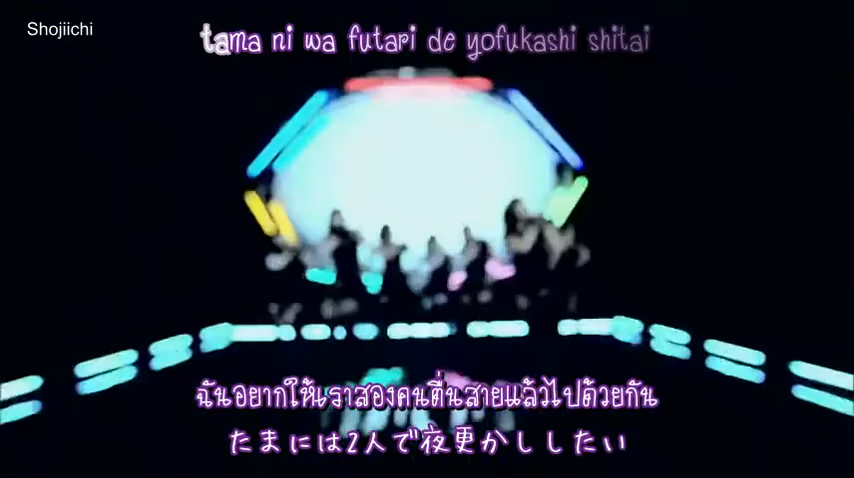 Shojiichi
tama ni wa futari de yofukashi shitai
ฉันอยากให้เราสองคนตื่นสายแล้วไปด้วยกัน
たまには2人で夜更かししたい